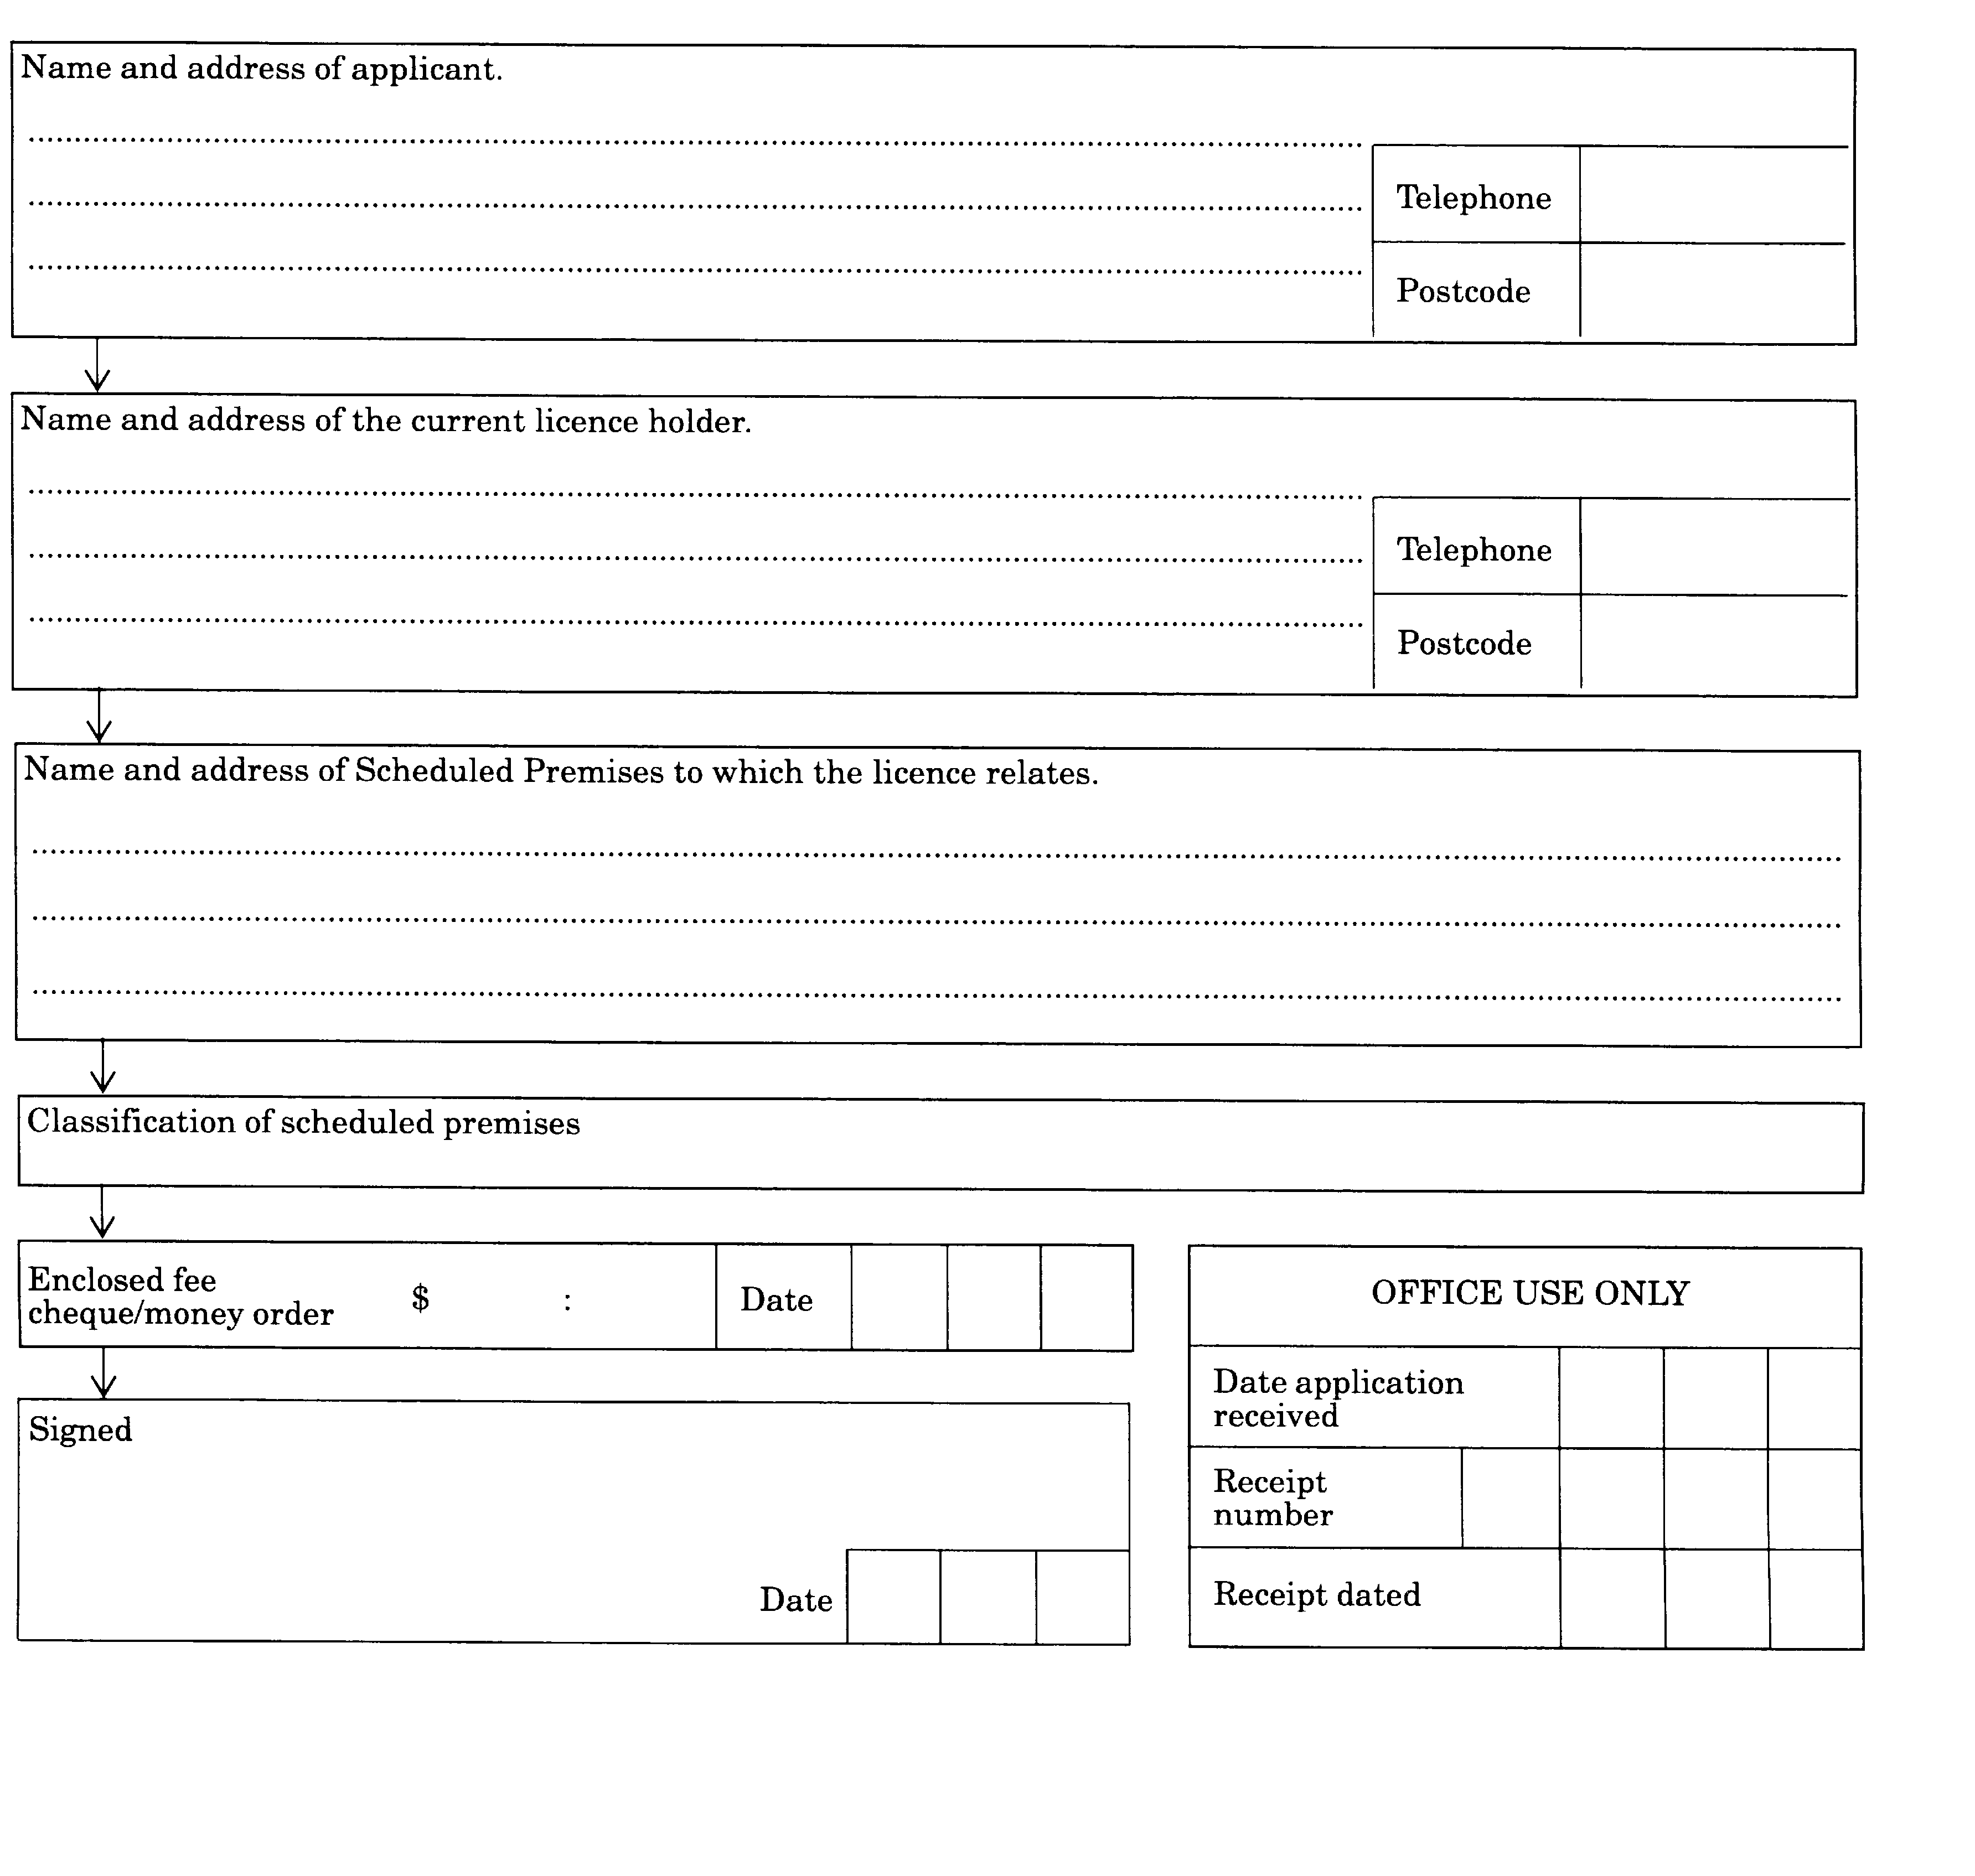 Name and address of applicant.
Telephone
Postcode
Name and address of the current licence holder.
Telephone
Postcode
Name and address of Scheduled Premises to which the licence relates.
Classification of scheduled premises
Enclosed fee
cheque/money order $ : Date
Signed
Date
OFFICE USE ONLY
Date application
received
Receipt
number
Receipt dated